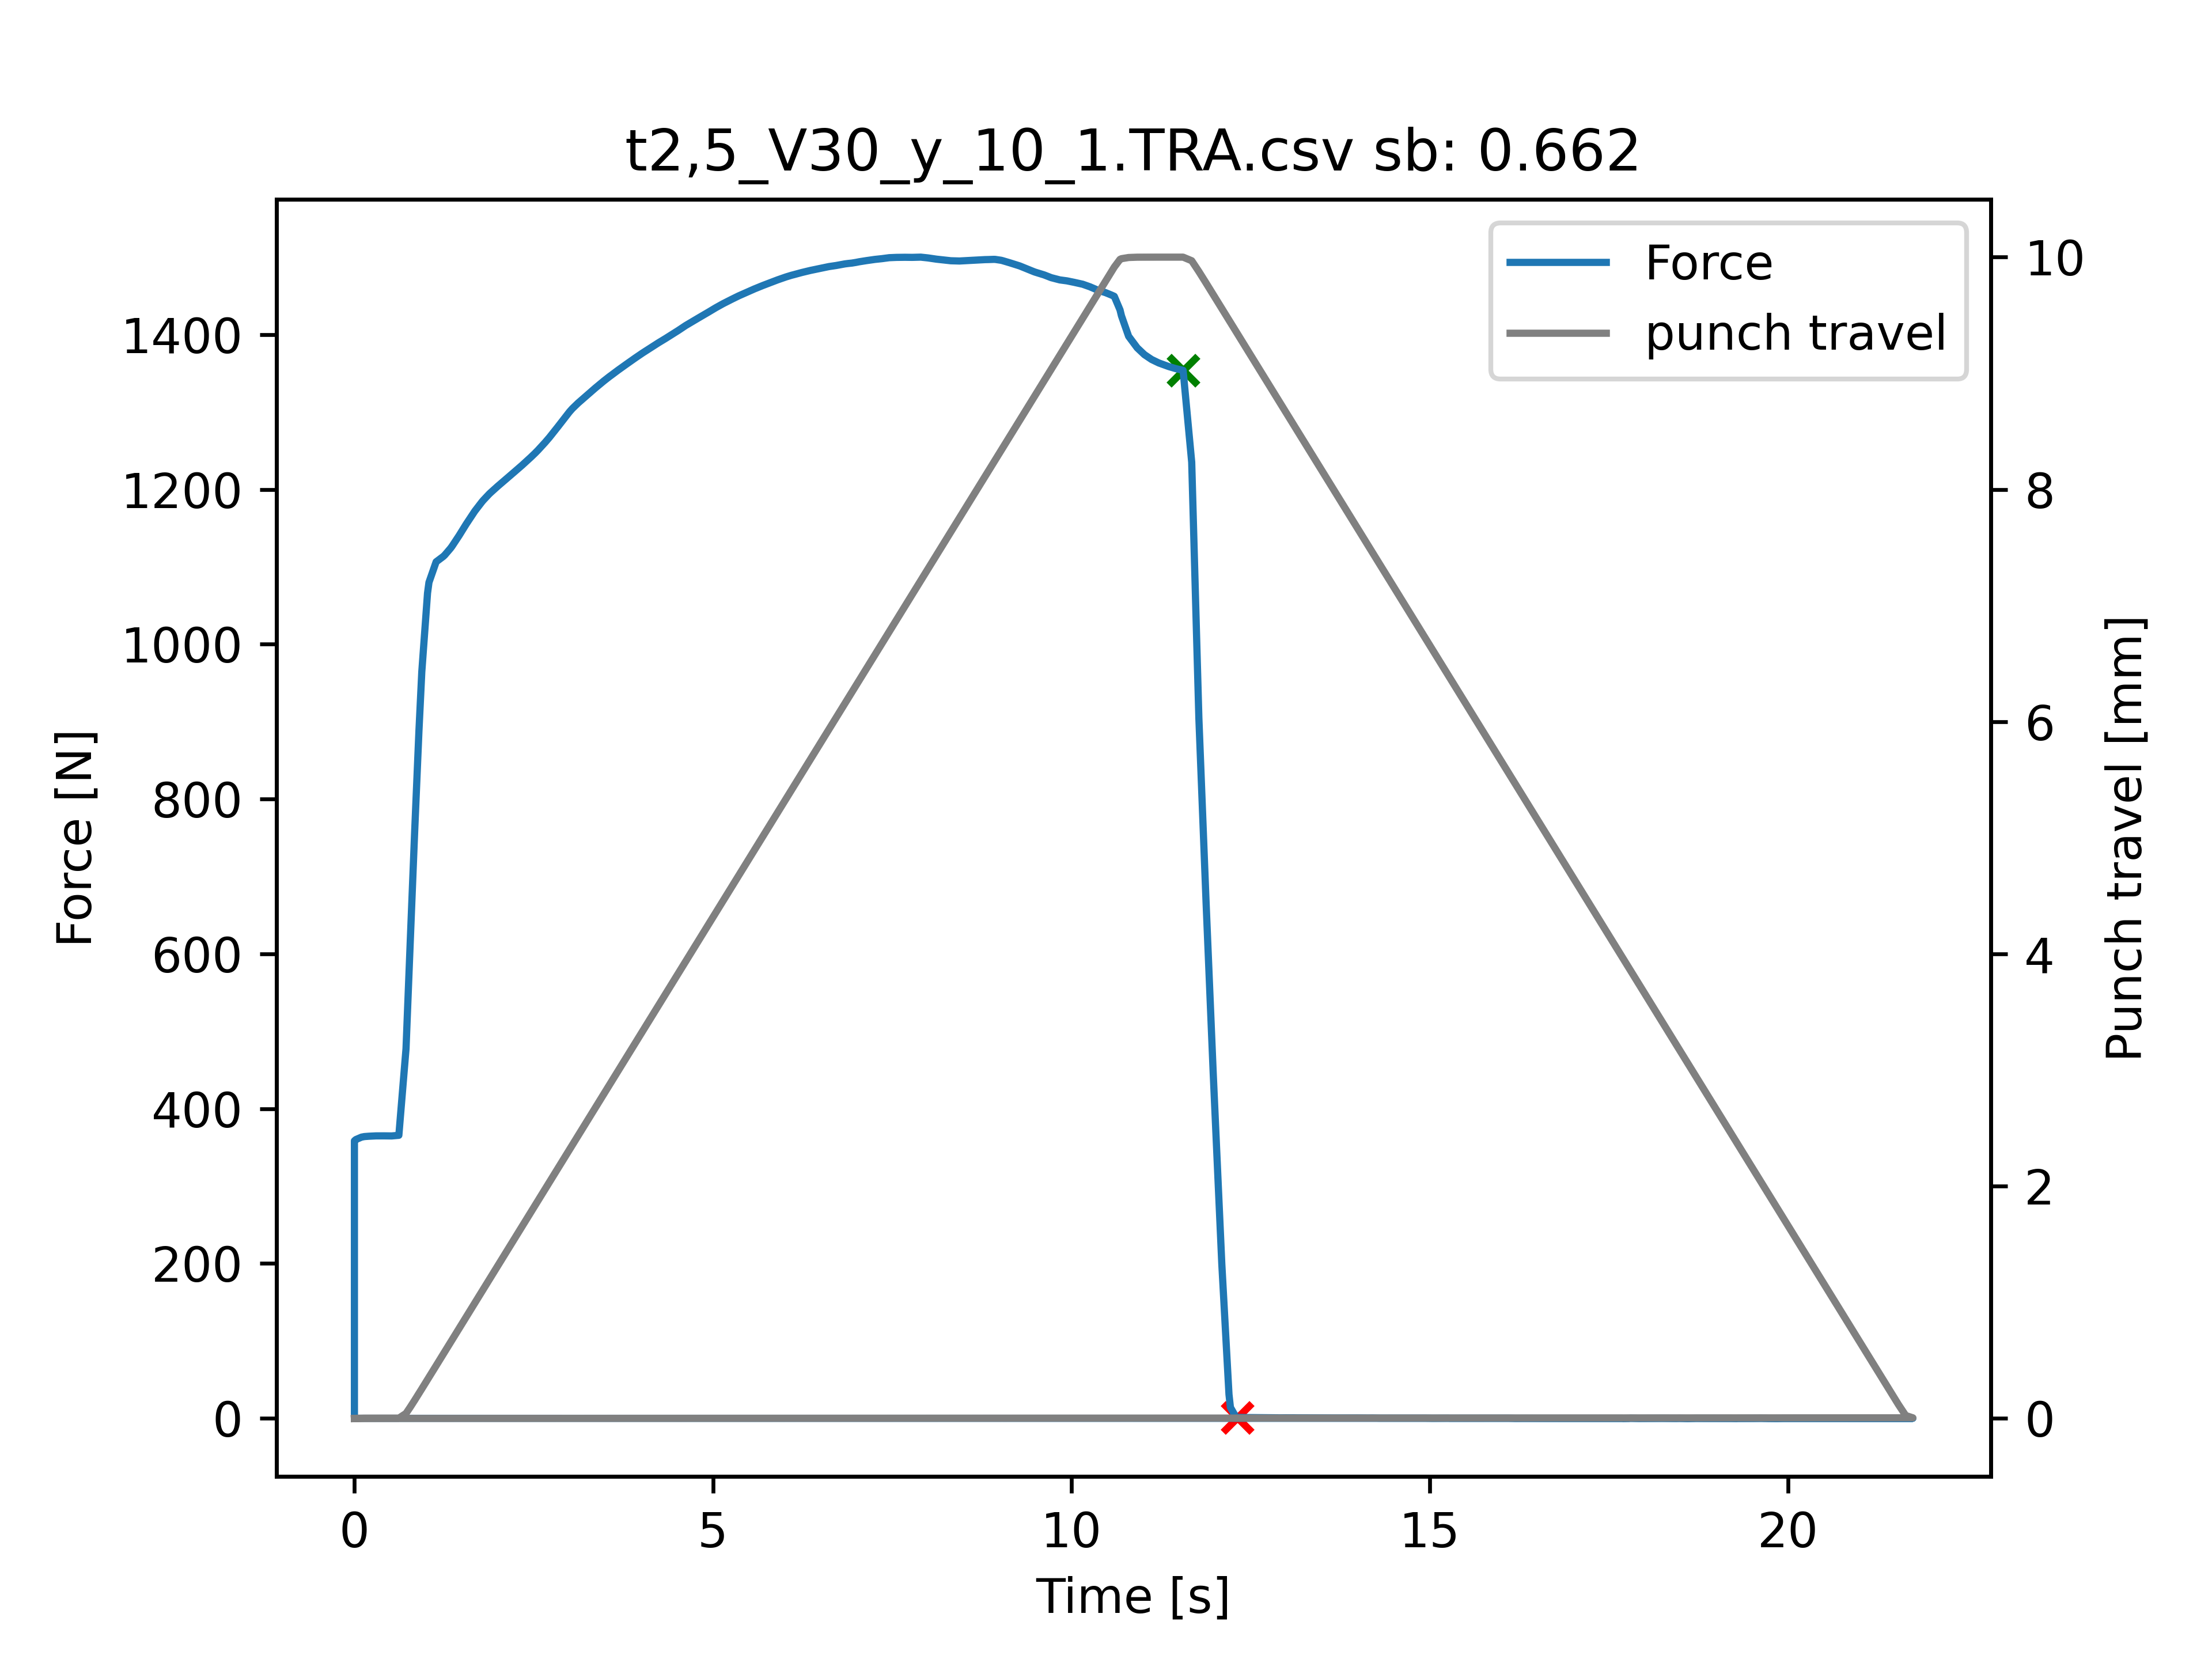 t2,5_V30_y_10_1.TRA.csv sb: 0.662
Force
punch travel
Force [N]
1400
1200
1000
800
600
400
200
0
10
8
6
4
2
0
Punch travel [mm]
0 5 10 15 20
Time [s]